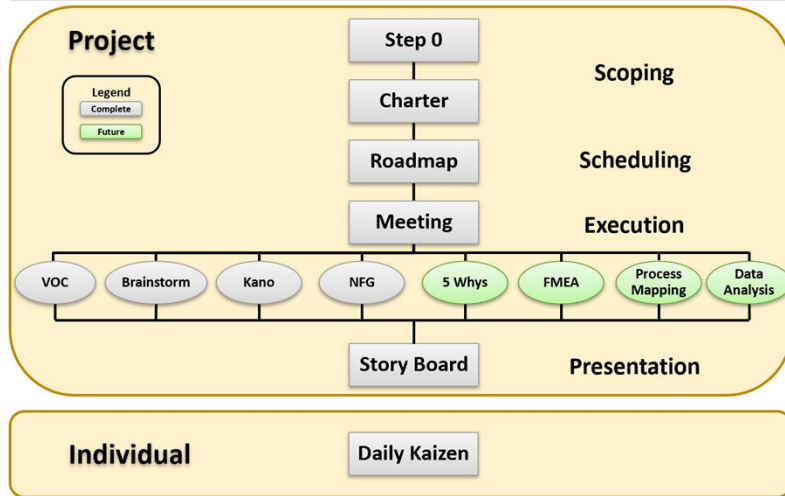 Project
Step 0
Scoping
Legend
Complete
Future
Charter
Roadmap
Scheduling
Meeting
Execution
VOC
Brainstorm
Kano
NFG
5 Whys
FMEA
Process
Mapping
Data
Analysis
Story Board
Presentation
Individual
Daily Kaizen